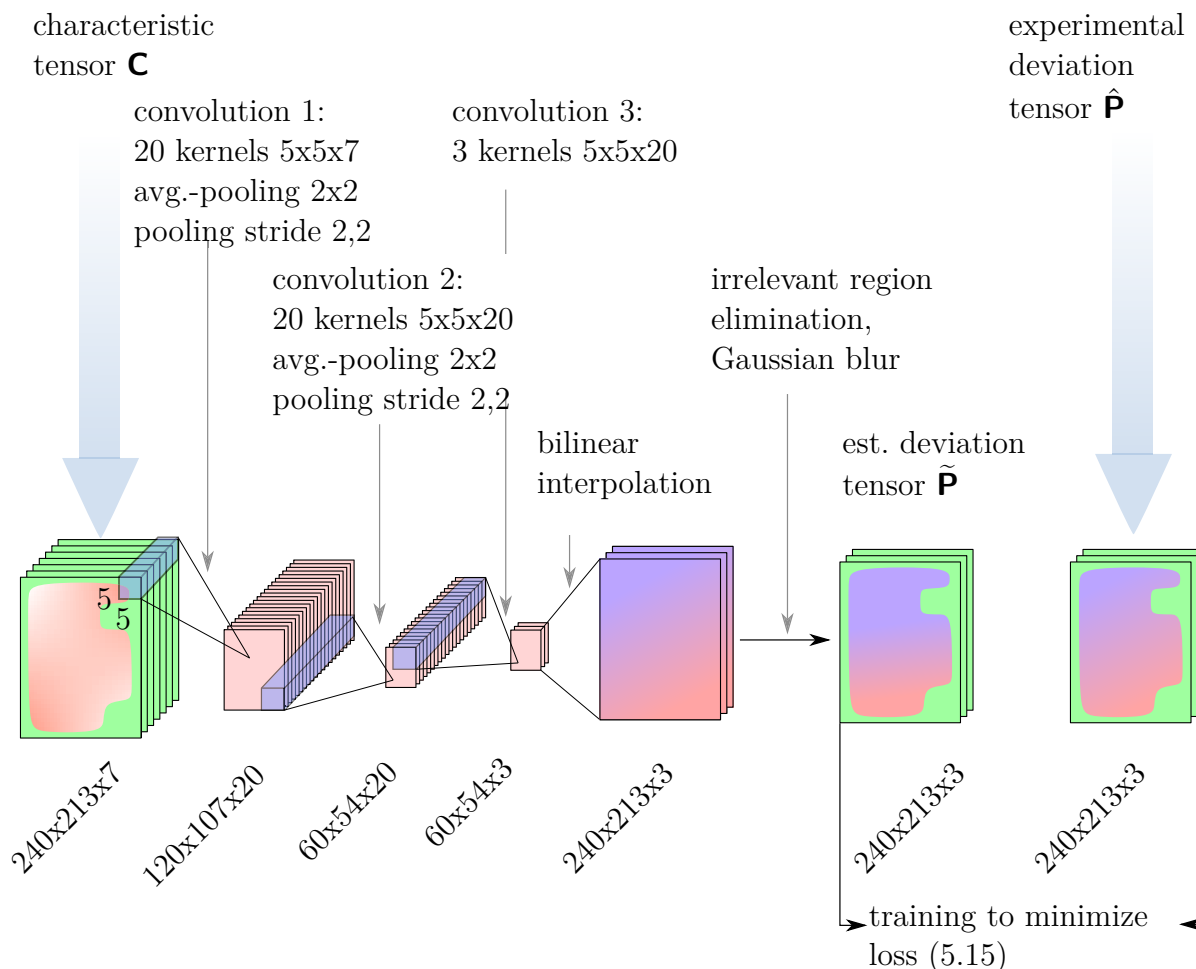 characteristic
tensor C
experimental
deviation
tensor P̂
convolution 1:
20 kernels 5x5x7
avg.-pooling 2x2
pooling stride 2,2
convolution 3:
3 kernels 5x5x20
convolution 2:
20 kernels 5x5x20
avg.-pooling 2x2
pooling stride 2,2
irrelevant region
elimination,
Gaussian blur
bilinear
interpolation
est. deviation
tensor P̃
5
5
240x213x7
120x107x20
60x54x20
60x54x3
240x213x3
240x213x3
240x213x3
training to minimize
loss (5.15)